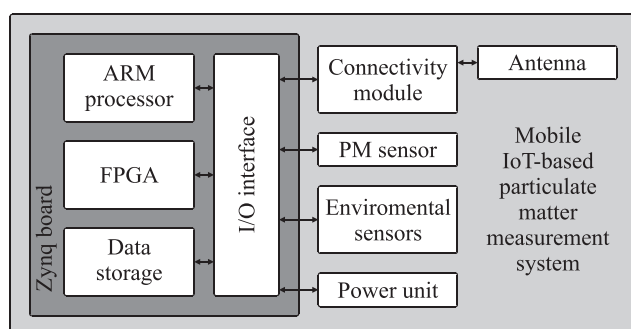 Zynq board
ARM
processor
FPGA
Data
storage
I/O interface
Connectivity
module
Antenna
PM sensor
Enviromental
sensors
Power unit
Mobile
IoT-based
particulate
matter
measurement
system